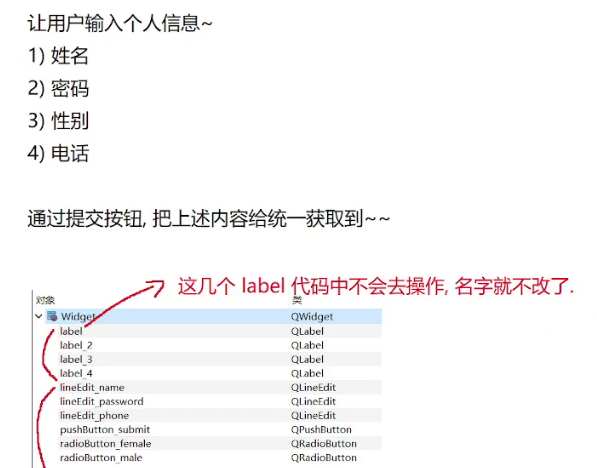 让用户输入个人信息~
1) 姓名
2) 密码
3) 性别
4) 电话
通过提交按钮, 把上述内容给统一获取到~~
这几个 label 代码中不会去操作, 名字就不改了.
对象 类
Widget QWidget
label QLabel
label_2 QLabel
label_3 QLabel
label_4 QLabel
lineEdit_name QLineEdit
lineEdit_password QLineEdit
lineEdit_phone QLineEdit
pushButton_submit QPushButton
radioButton_female QRadioButton
radioButton_male QRadioButton